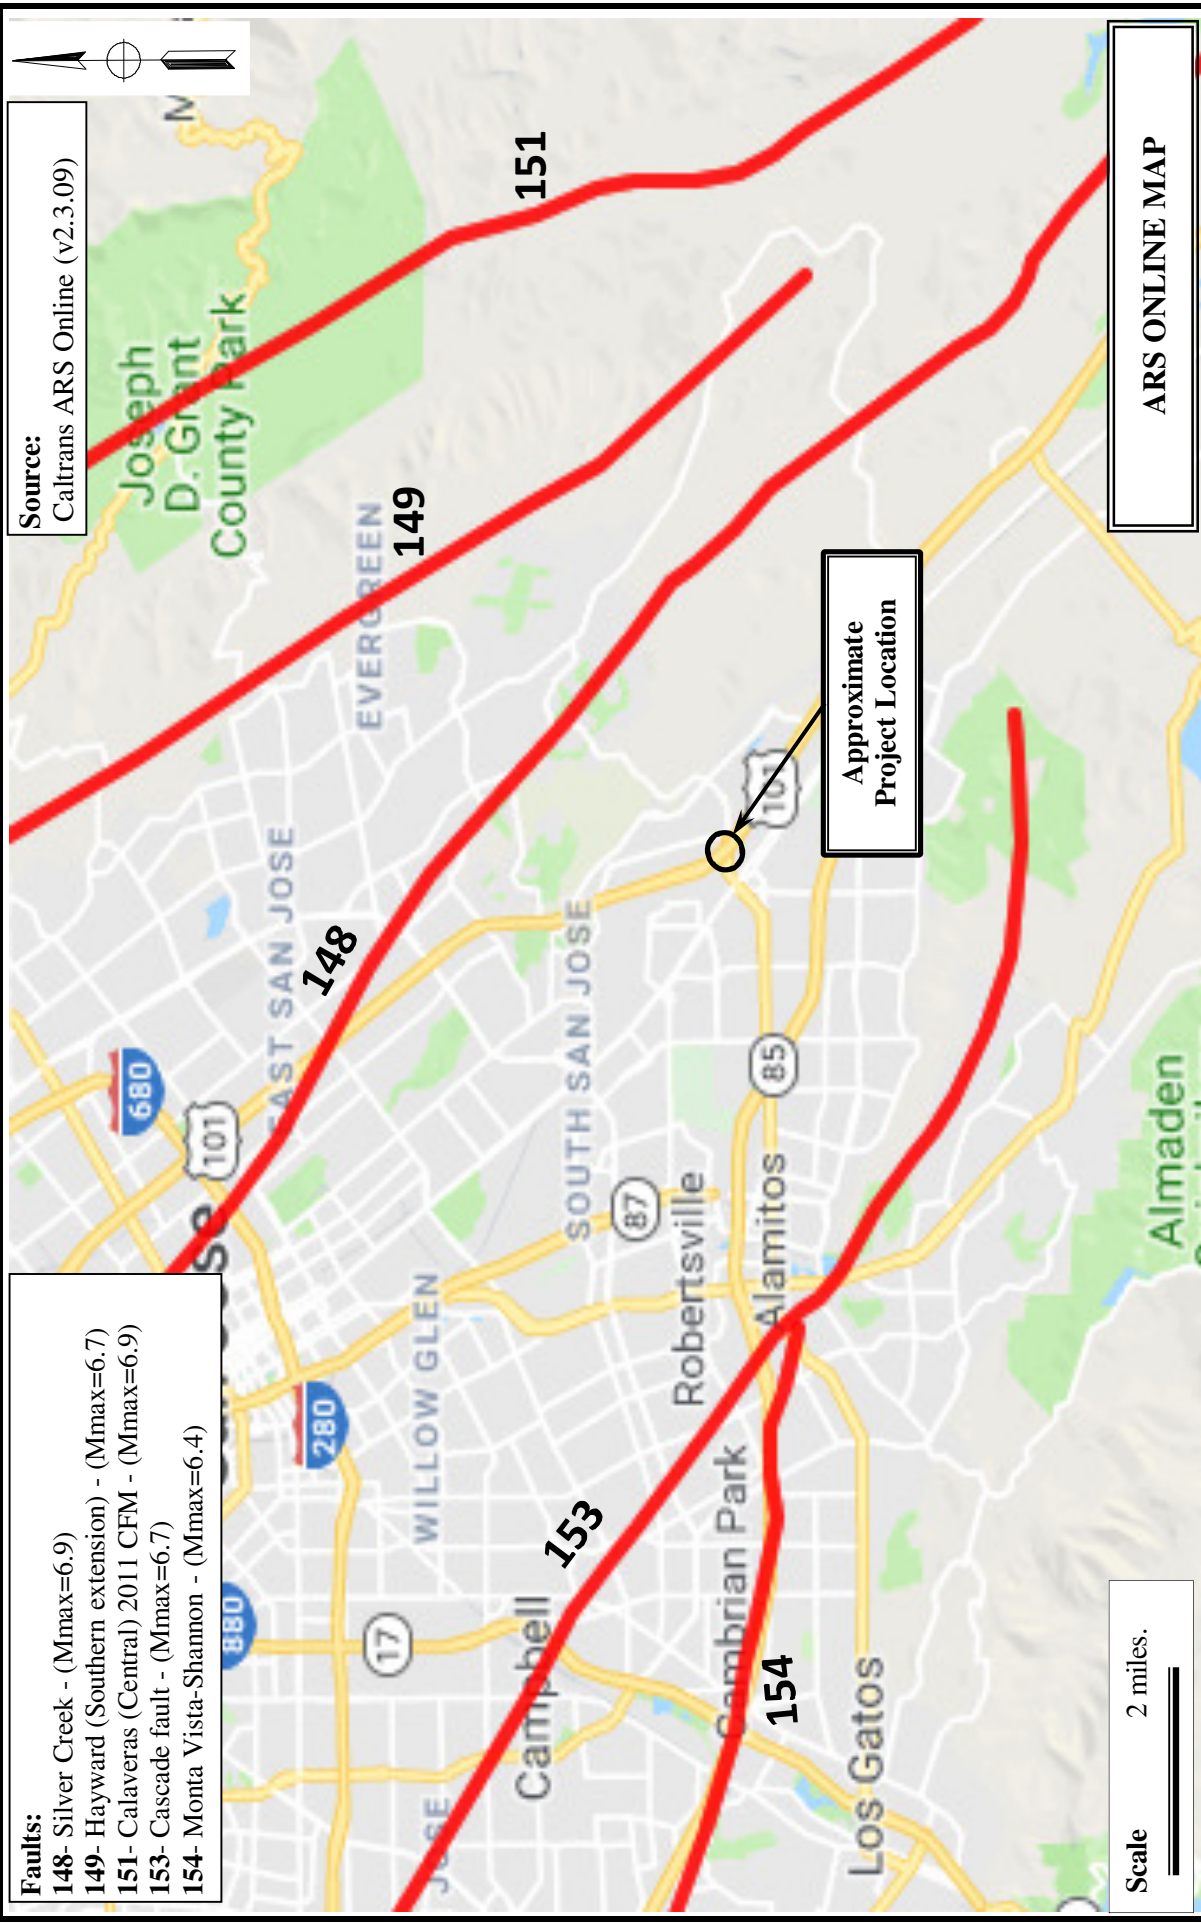 Faults:
148- Silver Creek - (Mmax=6.9)
149- Hayward (Southern extension) - (Mmax=6.7)
151- Calaveras (Central) 2011 CFM - (Mmax=6.9)
153- Cascade fault - (Mmax=6.7)
154- Monta Vista-Shannon - (Mmax=6.4)
Source:
Caltrans ARS Online (v2.3.09)
M
Joseph
D. Grant
County Park
680
101
EAST SAN JOSE
148
EVERGREEN
149
151
880
280
17
WILLOW GLEN
Campbell
153
SOUTH SAN JOSE
87
Robertsville
Cambrian Park
154
Alamitos
85
101
Approximate
Project Location
Los Gatos
Almaden
Scale
2 miles.
ARS ONLINE MAP